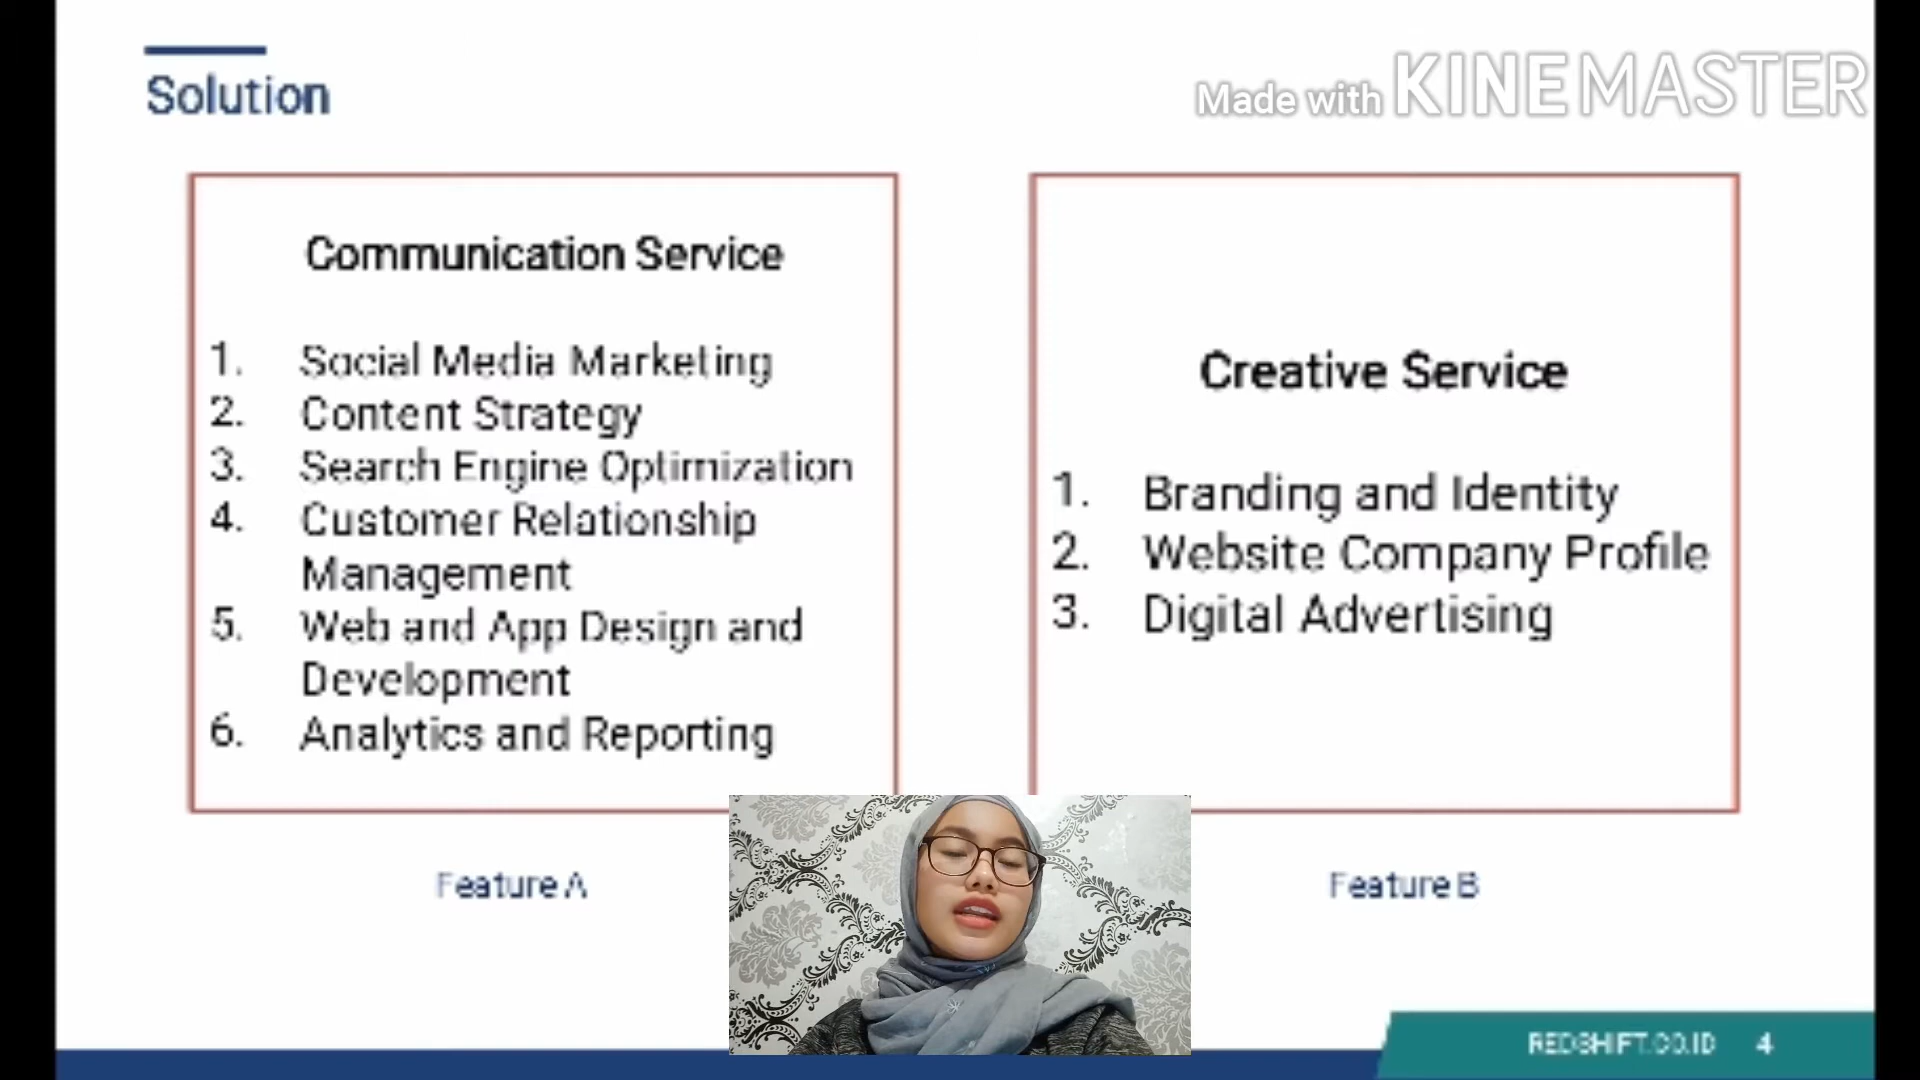 Solution
Made with KINEMASTER
Communication Service
1. Social Media Marketing
2. Content Strategy
3. Search Engine Optimization
4. Customer Relationship
Management
5. Web and App Design and
Development
6. Analytics and Reporting
Feature A
Creative Service
1. Branding and Identity
2. Website Company Profile
3. Digital Advertising
Feature B
REDSHIFT.CO.ID 4